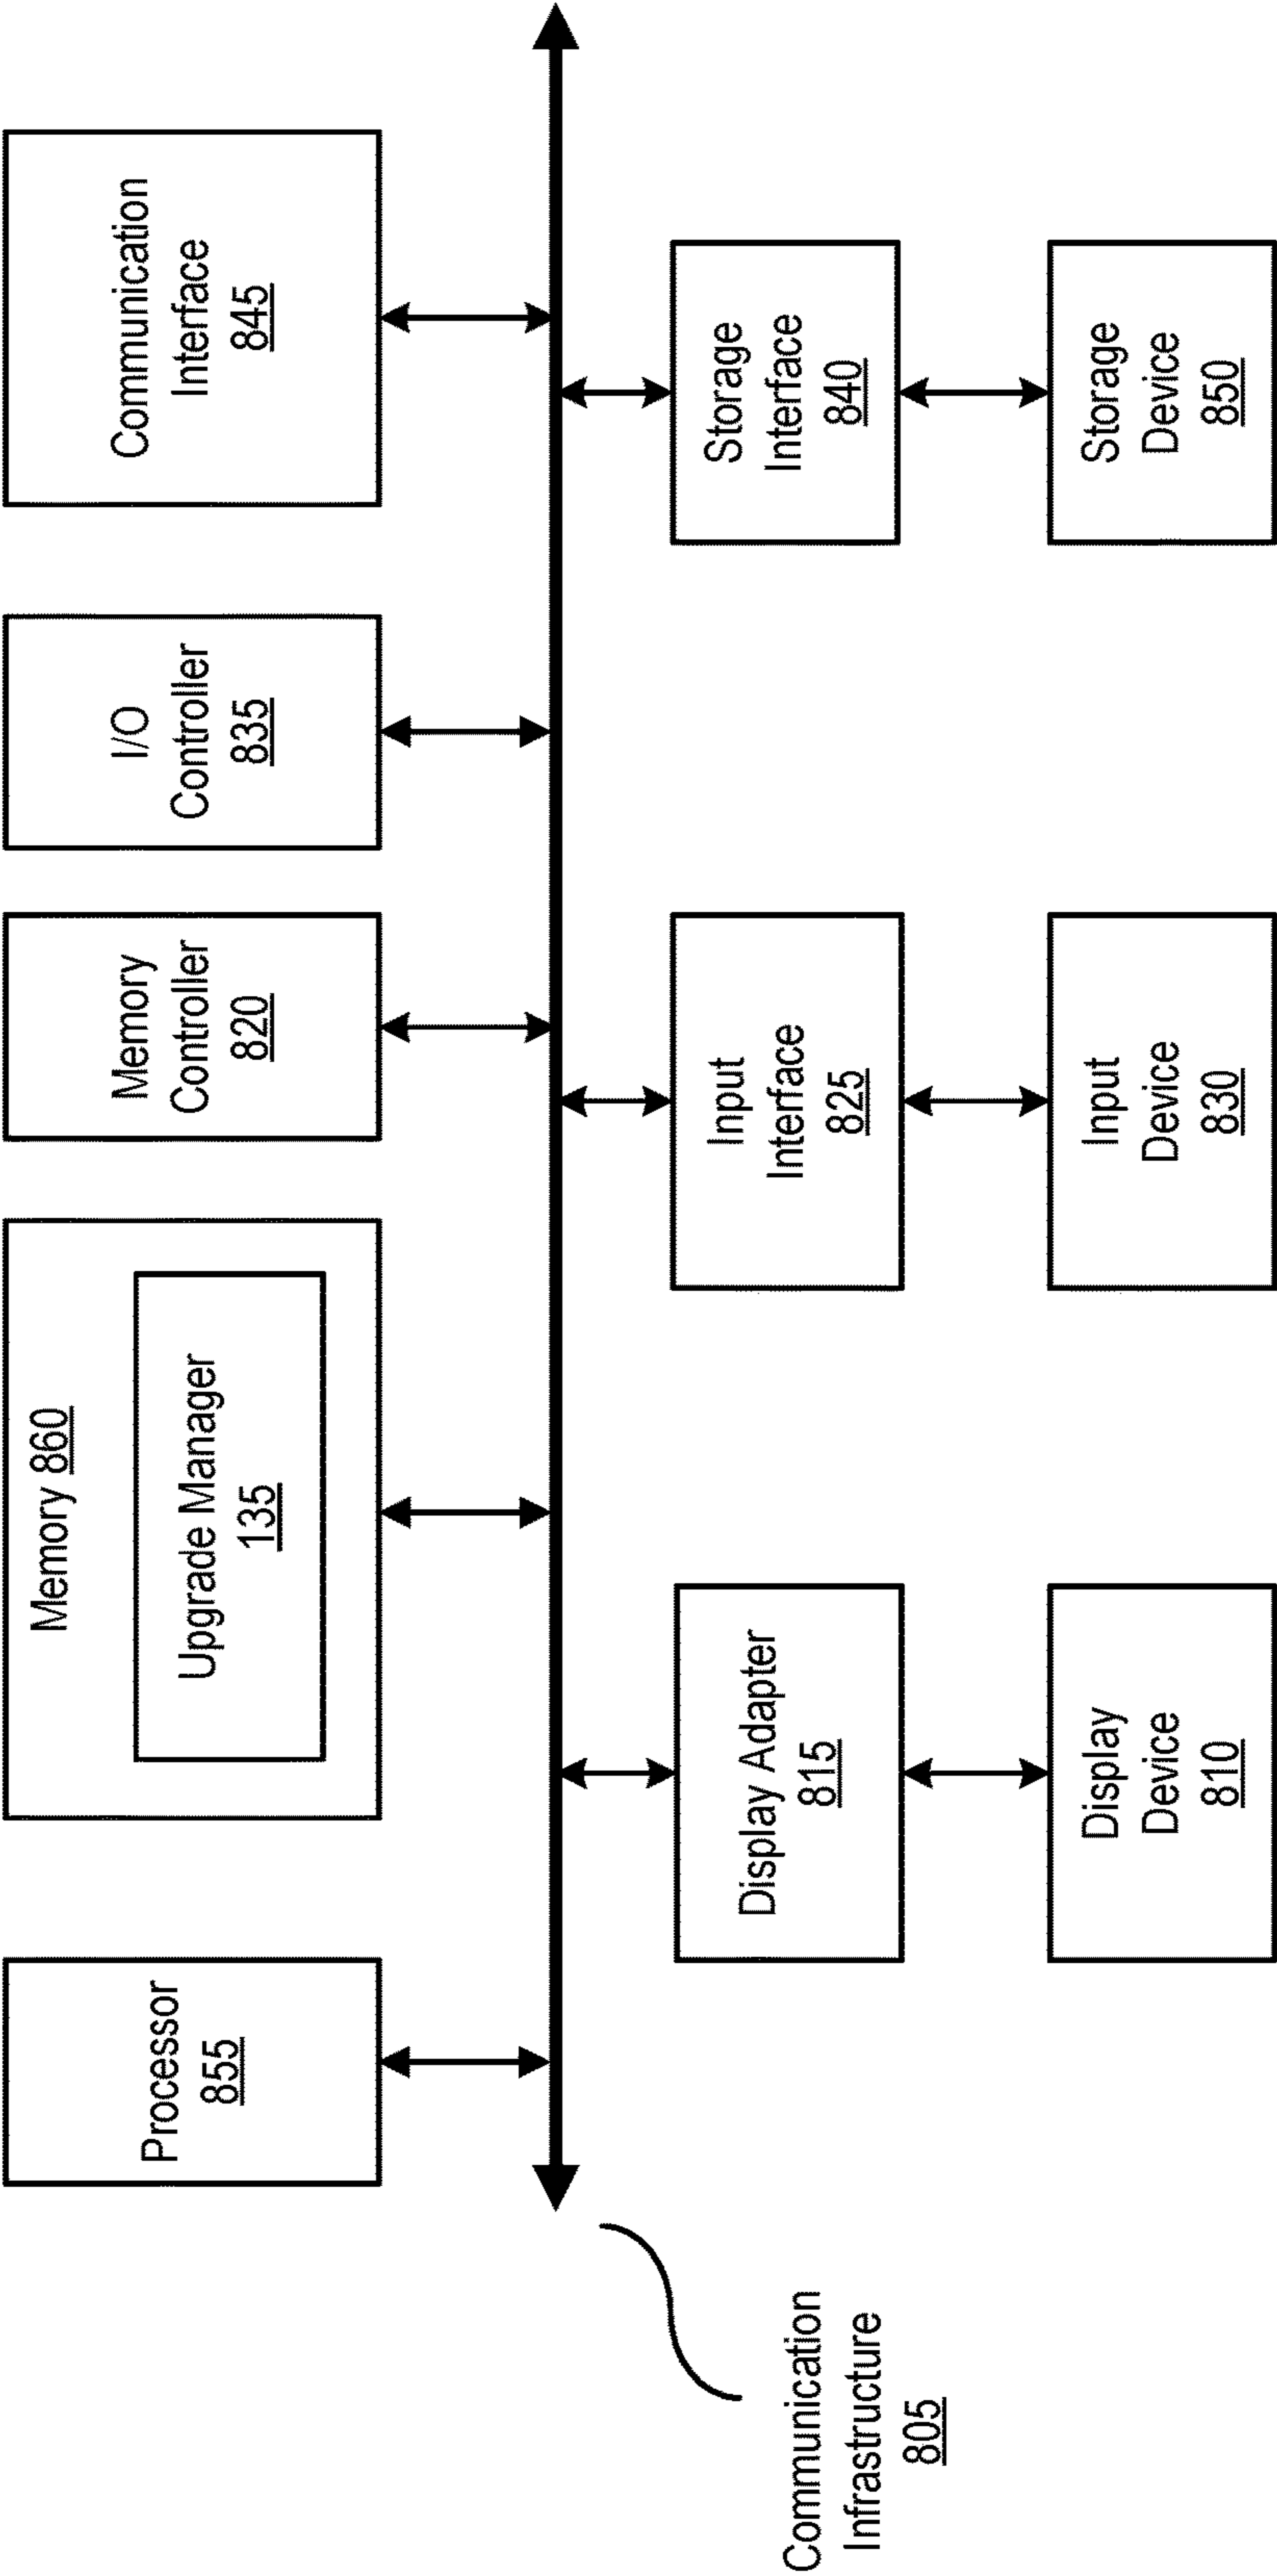 Processor
855
Memory 860
Upgrade Manager
135
Memory
Controller
820
I/O
Controller
835
Communication
Interface
845
Communication
Infrastructure
805
Display Adapter
815
Input
Interface
825
Storage
Interface
840
Display
Device
810
Input
Device
830
Storage
Device
850